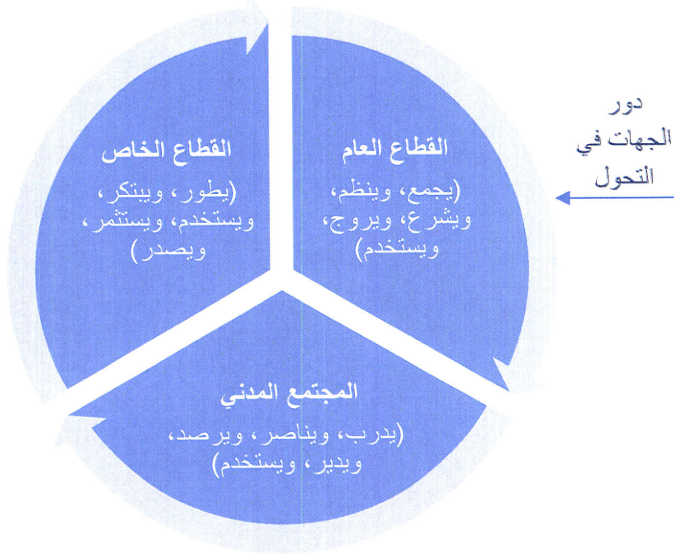 دور
الجهات في
التحول
القطاع العام
(يجمع، وينظم،
ويشرع، ويروج،
ويستخدم)
القطاع الخاص
(يطور، ويبتكر،
ويستخدم، ويستثمر،
ويصدر)
المجتمع المدني
(يدرب، ويناصر، ويرصد،
ويدير، ويستخدم)